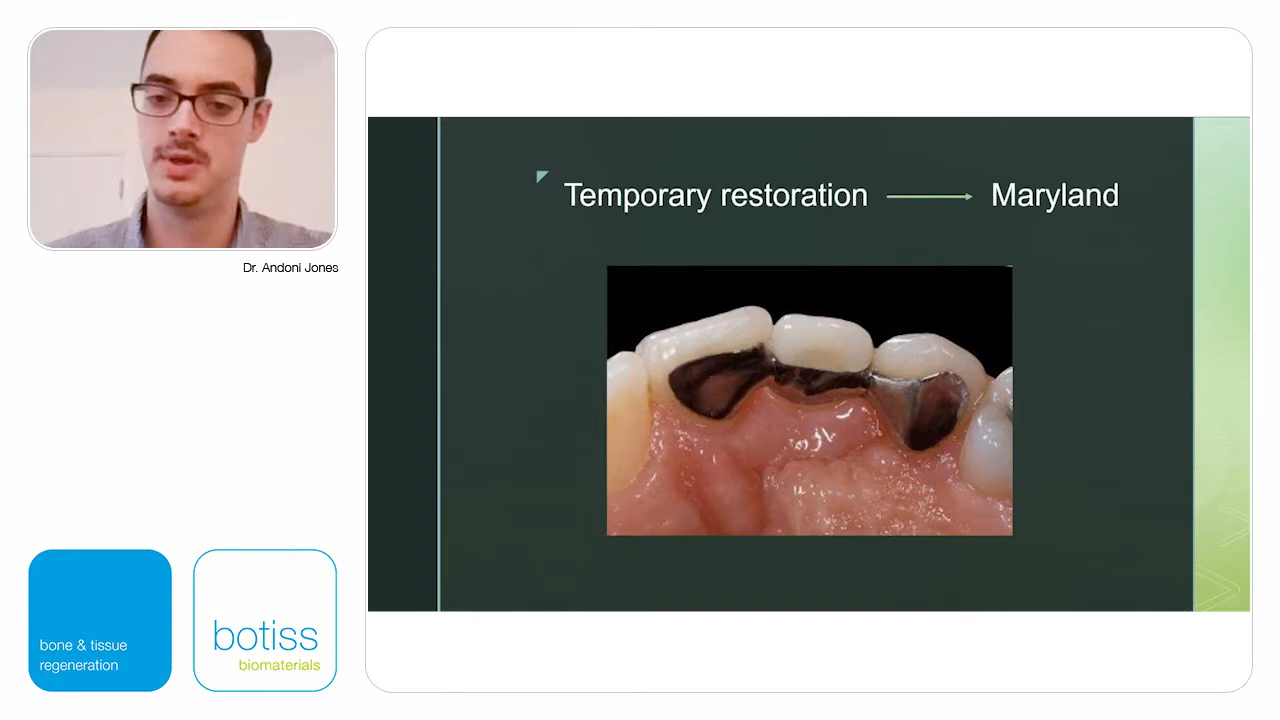 Temporary restoration Maryland
Dr. Andoni Jones
bone & tissue
regeneration
botiss
biomaterials